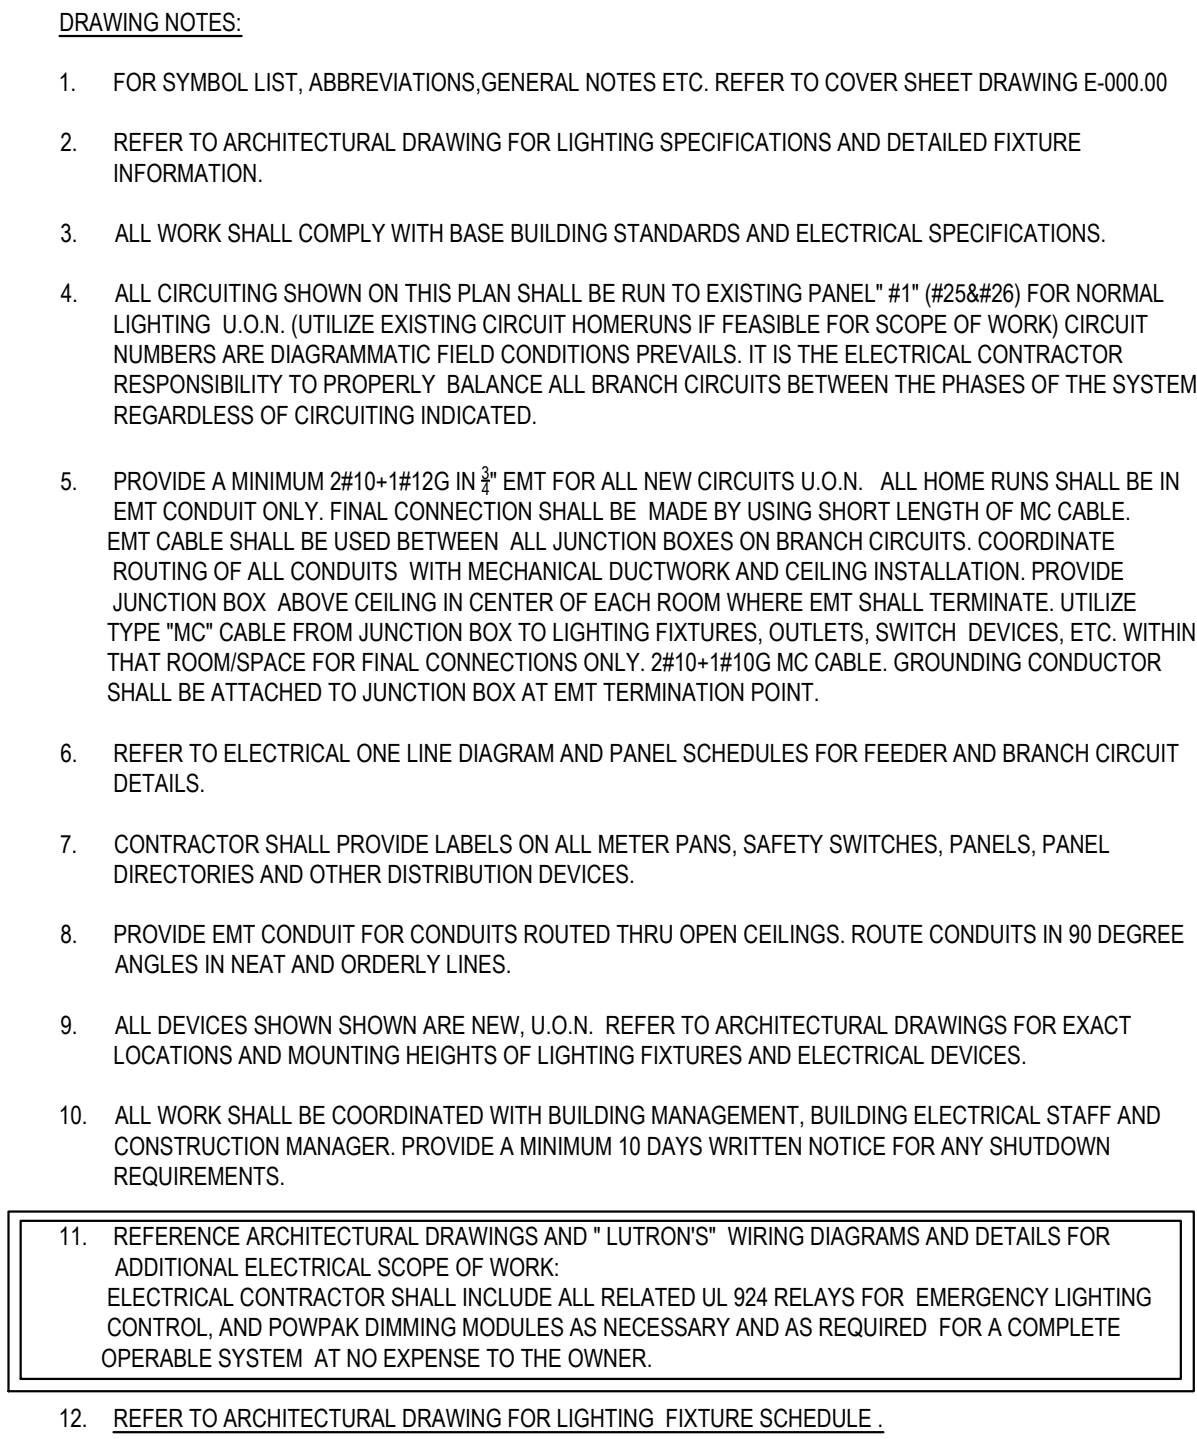 DRAWING NOTES:
1. FOR SYMBOL LIST, ABBREVIATIONS,GENERAL NOTES ETC. REFER TO COVER SHEET DRAWING E-000.00
2. REFER TO ARCHITECTURAL DRAWING FOR LIGHTING SPECIFICATIONS AND DETAILED FIXTURE
INFORMATION.
3. ALL WORK SHALL COMPLY WITH BASE BUILDING STANDARDS AND ELECTRICAL SPECIFICATIONS.
4. ALL CIRCUITING SHOWN ON THIS PLAN SHALL BE RUN TO EXISTING PANEL" #1" (#25&#26) FOR NORMAL
LIGHTING U.O.N. (UTILIZE EXISTING CIRCUIT HOMERUNS IF FEASIBLE FOR SCOPE OF WORK) CIRCUIT
NUMBERS ARE DIAGRAMMATIC FIELD CONDITIONS PREVAILS. IT IS THE ELECTRICAL CONTRACTOR
RESPONSIBILITY TO PROPERLY BALANCE ALL BRANCH CIRCUITS BETWEEN THE PHASES OF THE SYSTEM
REGARDLESS OF CIRCUITING INDICATED.
5. PROVIDE A MINIMUM 2#10+1#12G IN 3/4" EMT FOR ALL NEW CIRCUITS U.O.N. ALL HOME RUNS SHALL BE IN
EMT CONDUIT ONLY. FINAL CONNECTION SHALL BE MADE BY USING SHORT LENGTH OF MC CABLE.
EMT CABLE SHALL BE USED BETWEEN ALL JUNCTION BOXES ON BRANCH CIRCUITS. COORDINATE
ROUTING OF ALL CONDUITS WITH MECHANICAL DUCTWORK AND CEILING INSTALLATION. PROVIDE
JUNCTION BOX ABOVE CEILING IN CENTER OF EACH ROOM WHERE EMT SHALL TERMINATE. UTILIZE
TYPE "MC" CABLE FROM JUNCTION BOX TO LIGHTING FIXTURES, OUTLETS, SWITCH DEVICES, ETC. WITHIN
THAT ROOM/SPACE FOR FINAL CONNECTIONS ONLY. 2#10+1#10G MC CABLE. GROUNDING CONDUCTOR
SHALL BE ATTACHED TO JUNCTION BOX AT EMT TERMINATION POINT.
6. REFER TO ELECTRICAL ONE LINE DIAGRAM AND PANEL SCHEDULES FOR FEEDER AND BRANCH CIRCUIT
DETAILS.
7. CONTRACTOR SHALL PROVIDE LABELS ON ALL METER PANS, SAFETY SWITCHES, PANELS, PANEL
DIRECTORIES AND OTHER DISTRIBUTION DEVICES.
8. PROVIDE EMT CONDUIT FOR CONDUITS ROUTED THRU OPEN CEILINGS. ROUTE CONDUITS IN 90 DEGREE
ANGLES IN NEAT AND ORDERLY LINES.
9. ALL DEVICES SHOWN SHOWN ARE NEW, U.O.N. REFER TO ARCHITECTURAL DRAWINGS FOR EXACT
LOCATIONS AND MOUNTING HEIGHTS OF LIGHTING FIXTURES AND ELECTRICAL DEVICES.
10. ALL WORK SHALL BE COORDINATED WITH BUILDING MANAGEMENT, BUILDING ELECTRICAL STAFF AND
CONSTRUCTION MANAGER. PROVIDE A MINIMUM 10 DAYS WRITTEN NOTICE FOR ANY SHUTDOWN
REQUIREMENTS.
11. REFERENCE ARCHITECTURAL DRAWINGS AND " LUTRON'S" WIRING DIAGRAMS AND DETAILS FOR
ADDITIONAL ELECTRICAL SCOPE OF WORK:
ELECTRICAL CONTRACTOR SHALL INCLUDE ALL RELATED UL 924 RELAYS FOR EMERGENCY LIGHTING
CONTROL, AND POWPAK DIMMING MODULES AS NECESSARY AND AS REQUIRED FOR A COMPLETE
OPERABLE SYSTEM AT NO EXPENSE TO THE OWNER.
12. REFER TO ARCHITECTURAL DRAWING FOR LIGHTING FIXTURE SCHEDULE .